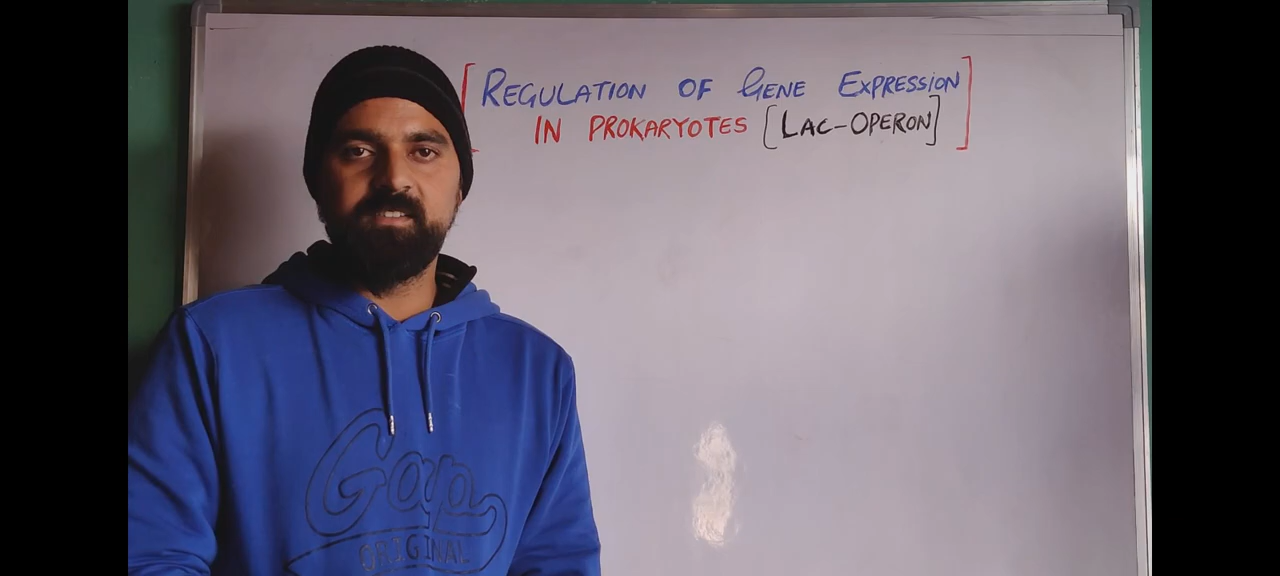 [REGULATION OF GENE EXPRESSION
IN PROKARYOTES [LAC-OPERON]]
Gap
ORIGINAL